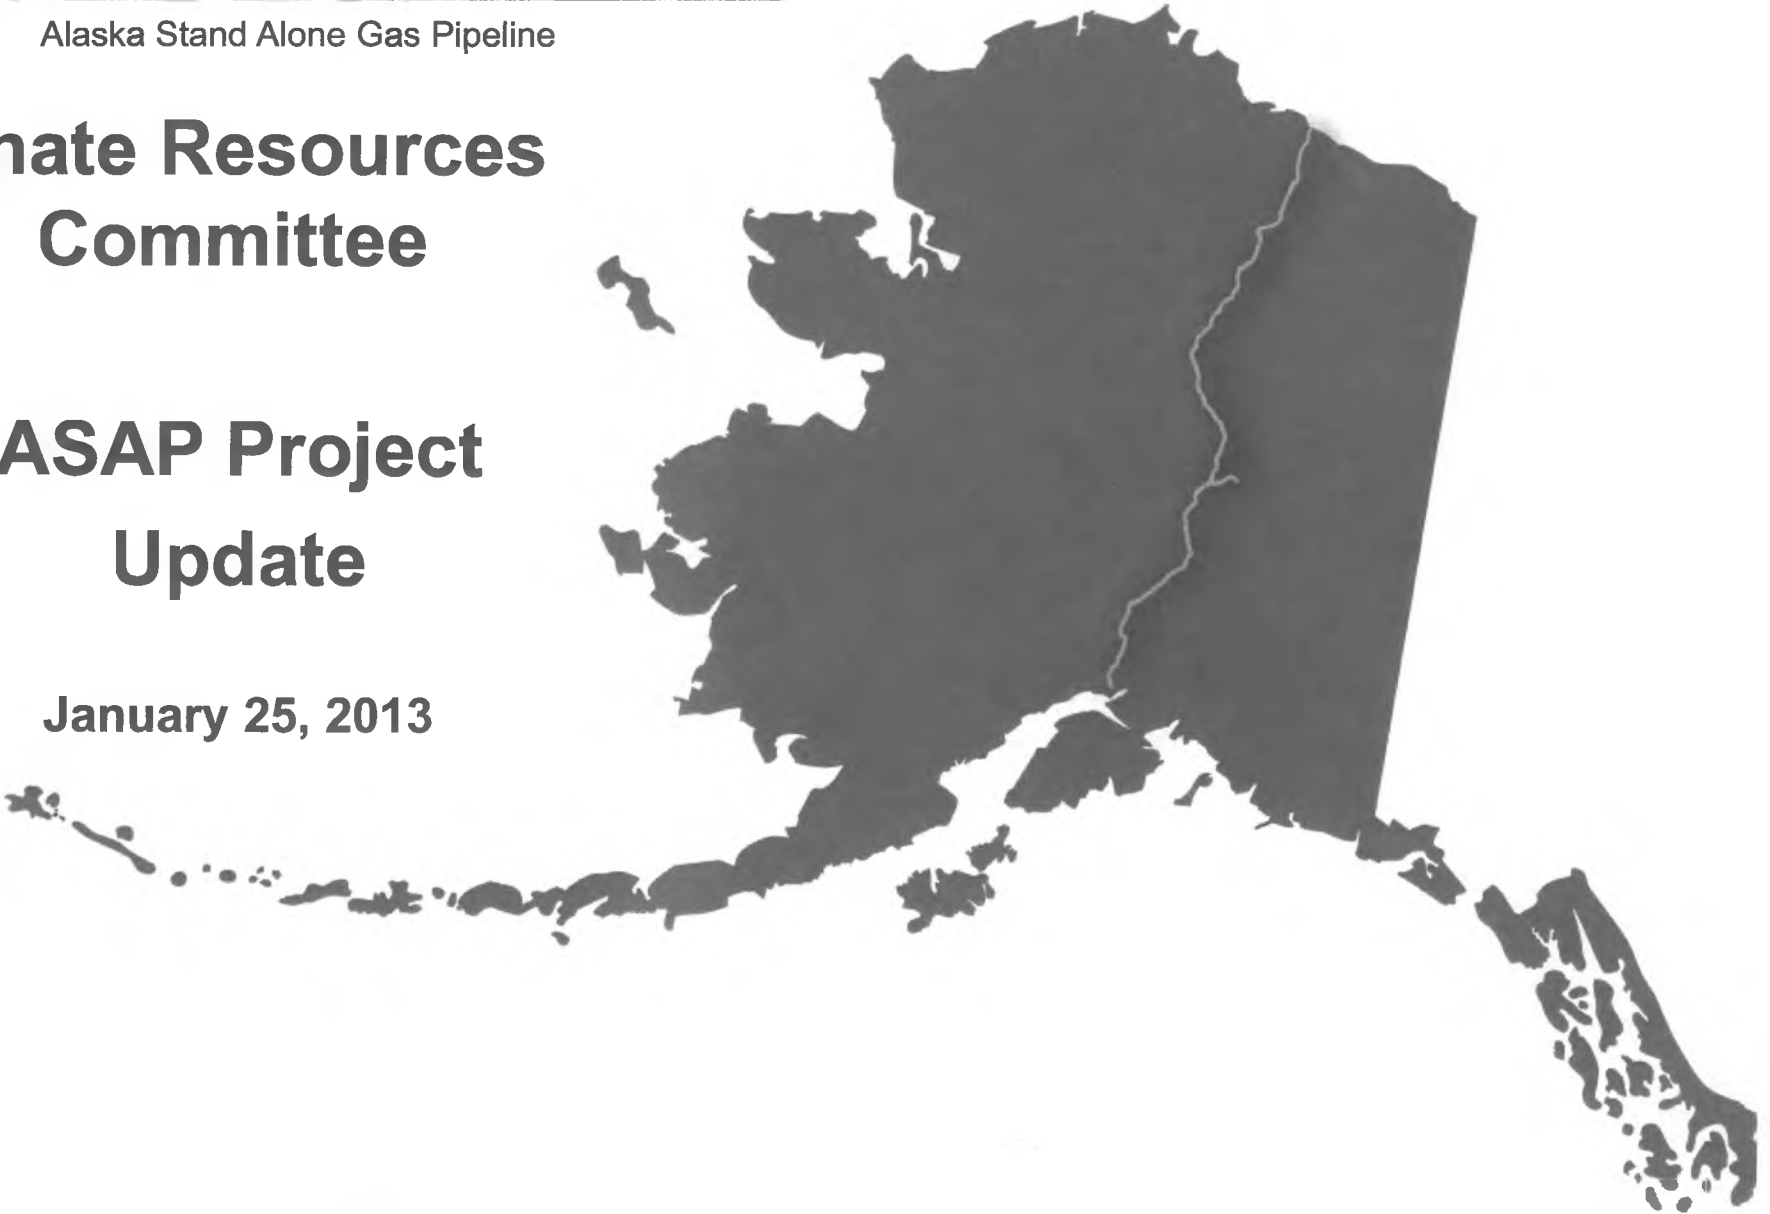 Alaska Stand Alone Gas Pipeline
nate Resources
Committee
ASAP Project
Update
January 25, 2013